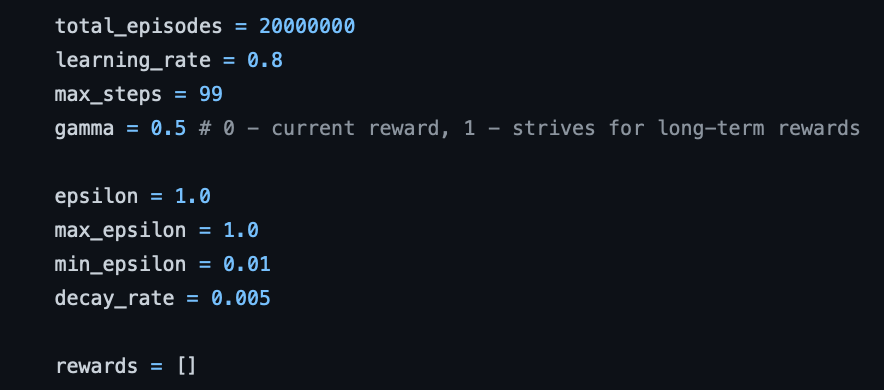 total_episodes = 20000000
learning_rate = 0.8
max_steps = 99
gamma = 0.5 # 0 - current reward, 1 - strives for long-term rewards
epsilon = 1.0
max_epsilon = 1.0
min_epsilon = 0.01
decay_rate = 0.005
rewards = []